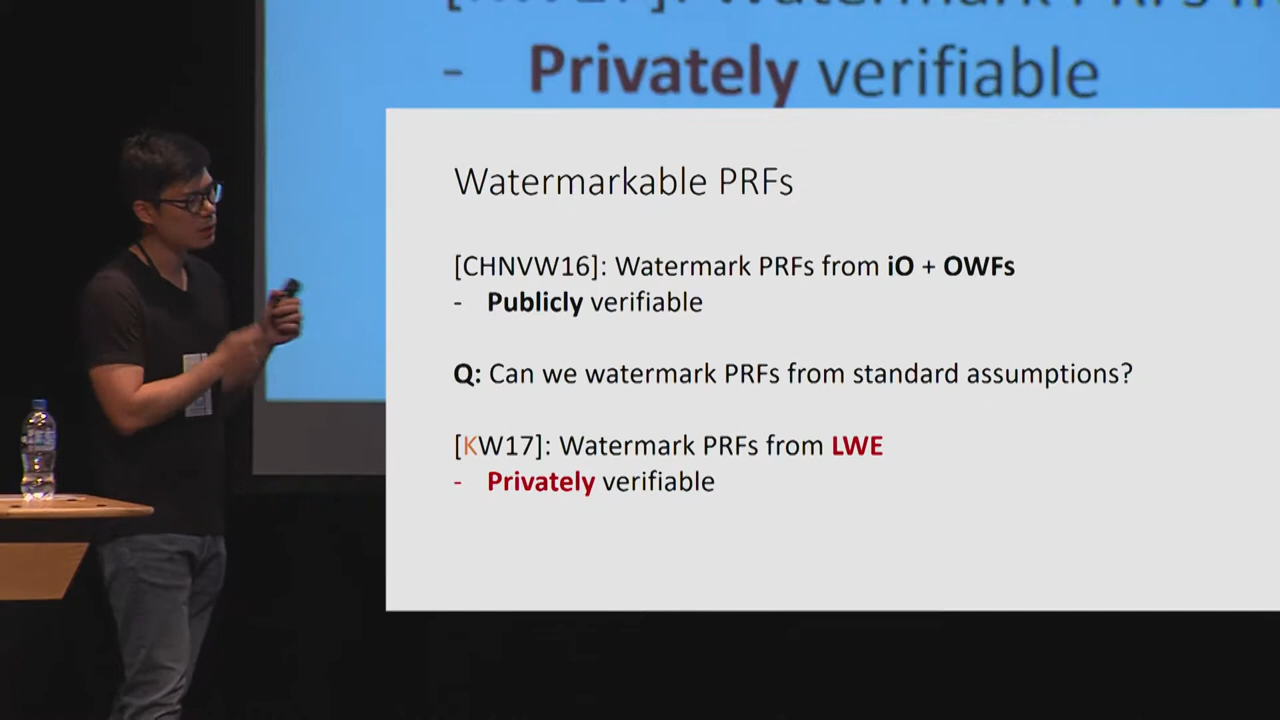 - Privately verifiable
Watermarkable PRFs
[CHNVW16]: Watermark PRFs from iO + OWFs
- Publicly verifiable
Q: Can we watermark PRFs from standard assumptions?
[KW17]: Watermark PRFs from LWE
- Privately verifiable